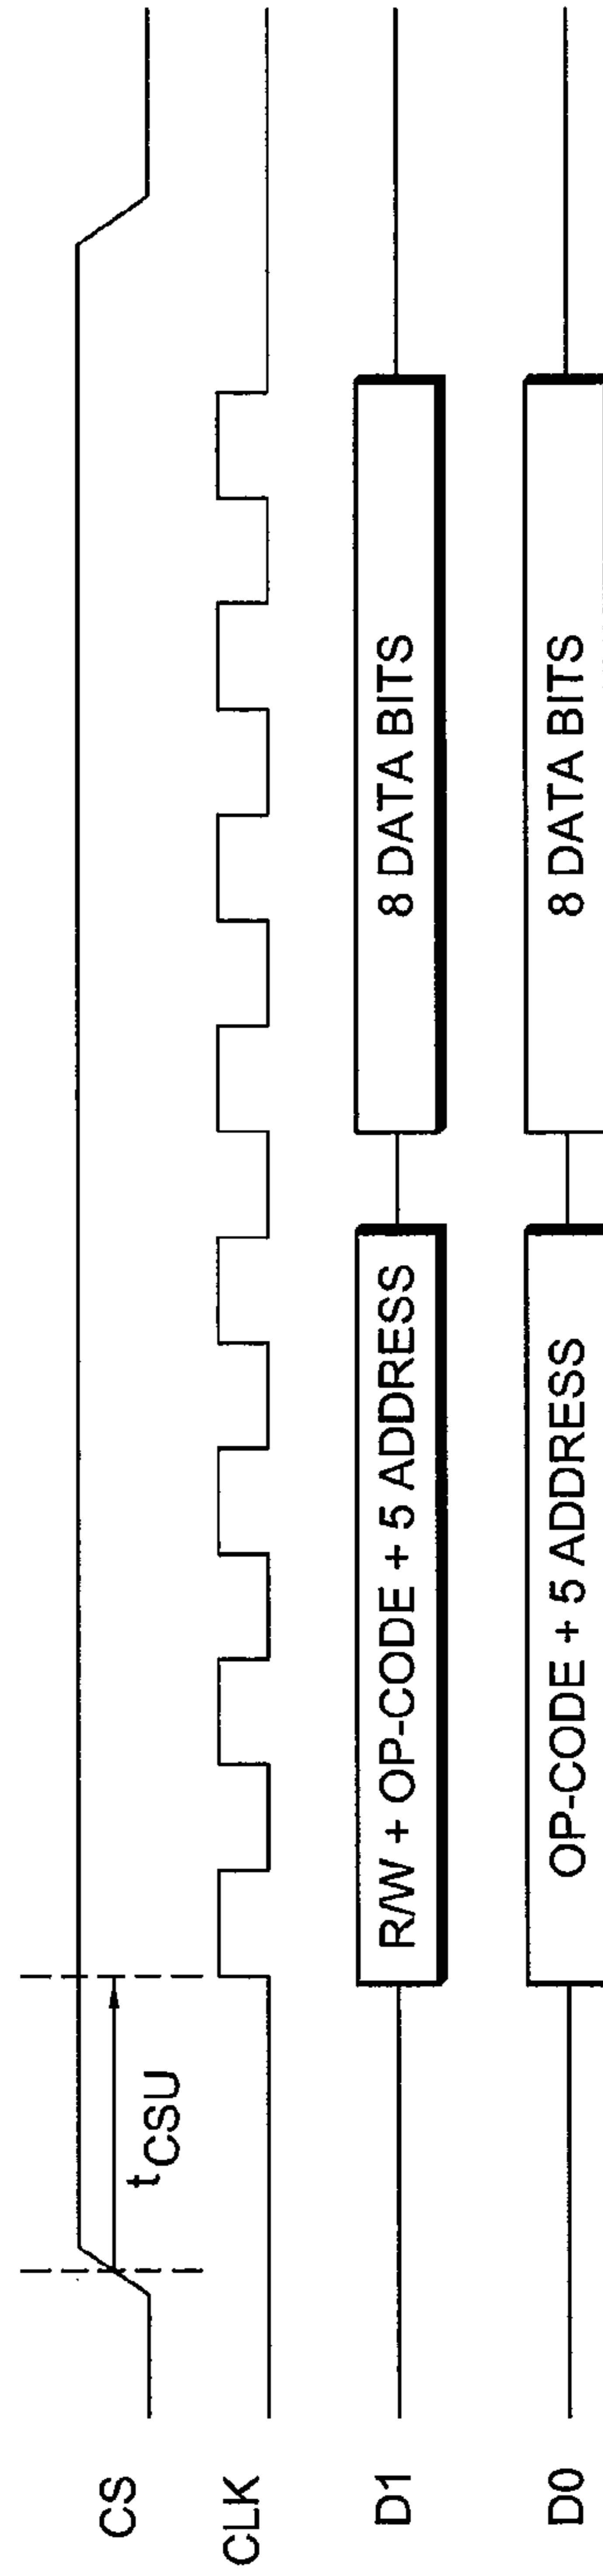 CS
tCSU
CLK
D1
R/W + OP-CODE + 5 ADDRESS
8 DATA BITS
D0
OP-CODE + 5 ADDRESS
8 DATA BITS